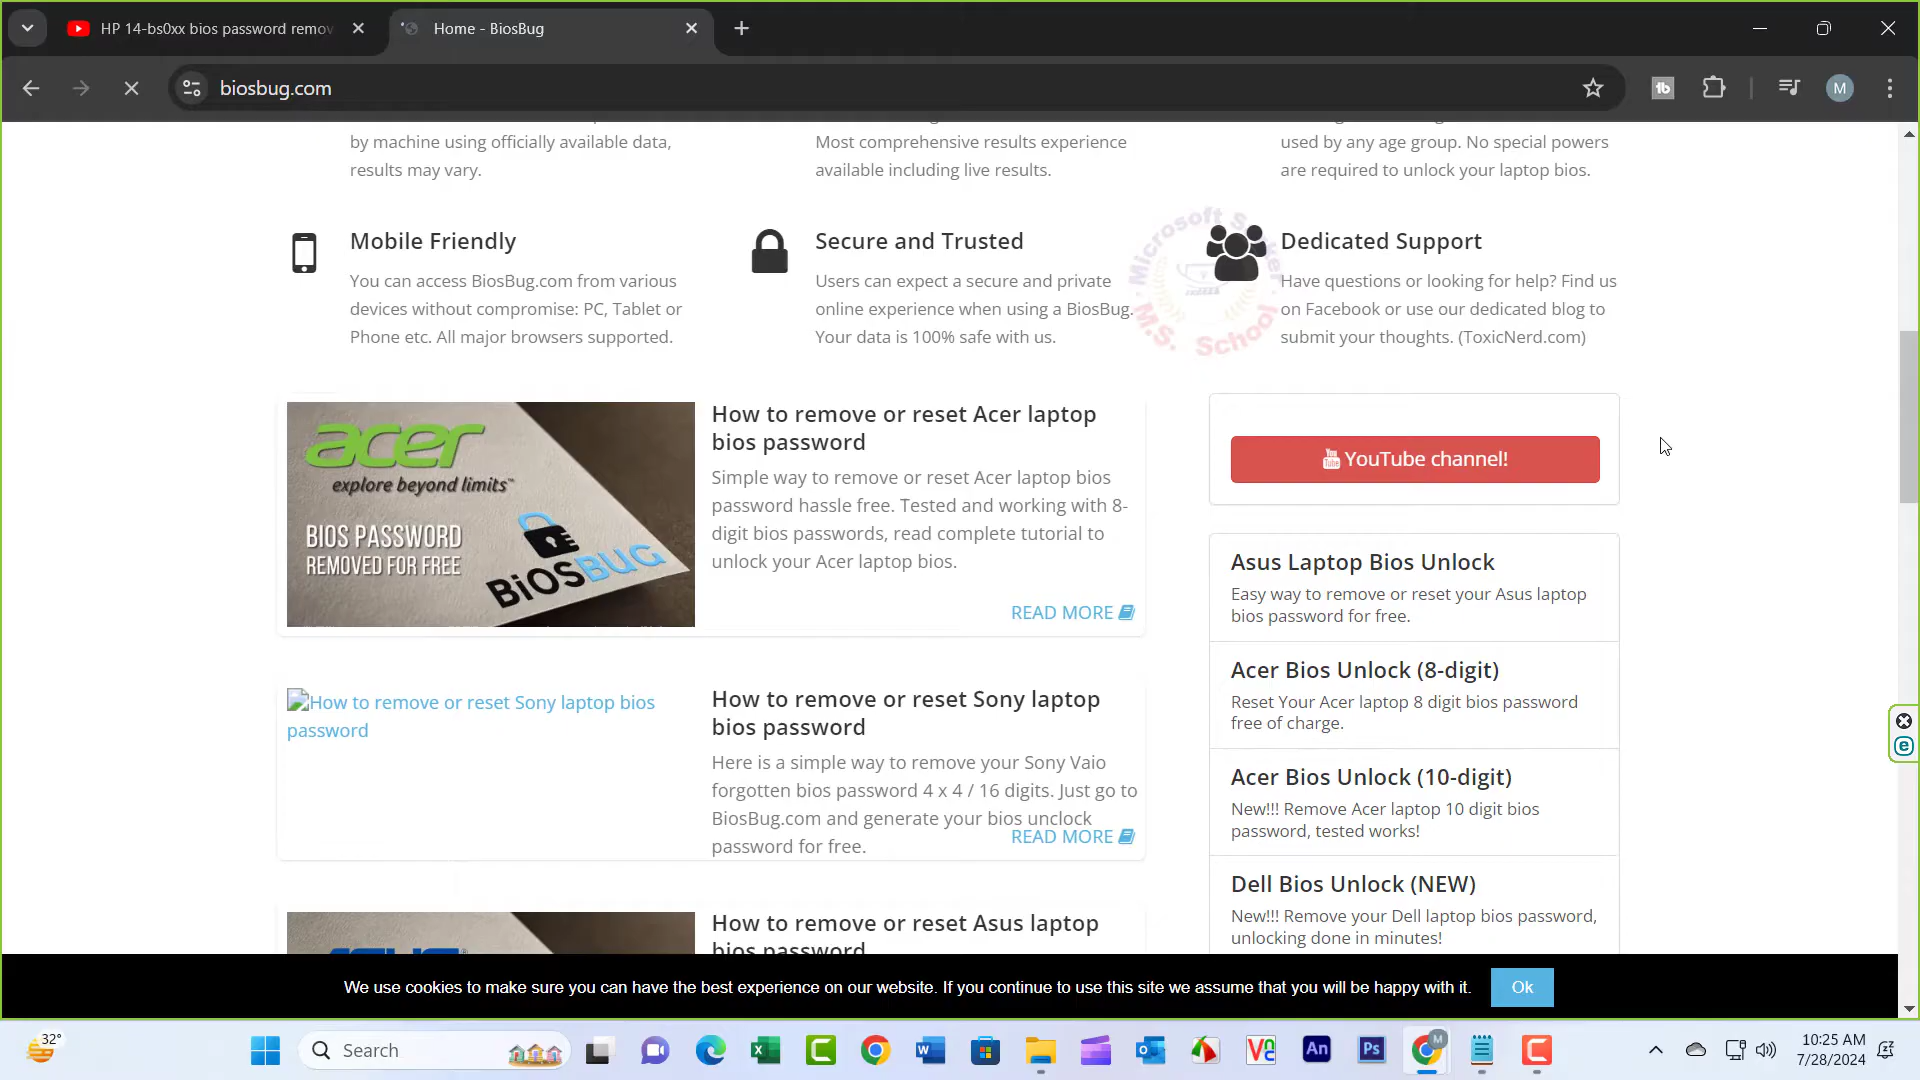 HP 14-bs0xx bios password remov
Home - BiosBug
biosbug.com
by machine using officially available data,
results may vary.
Most comprehensive results experience
available including live results.
used by any age group. No special powers
are required to unlock your laptop bios.
Mobile Friendly
You can access BiosBug.com from various
devices without compromise: PC, Tablet or
Phone etc. All major browsers supported.
Secure and Trusted
Users can expect a secure and private
online experience when using a BiosBug.
Your data is 100% safe with us.
Dedicated Support
Have questions or looking for help? Find us
on Facebook or use our dedicated blog to
submit your thoughts. (ToxicNerd.com)
M.S. School
acer
explore beyond limits™
BIOS PASSWORD
REMOVED FOR FREE
BiOSBUG
How to remove or reset Acer laptop
bios password
Simple way to remove or reset Acer laptop bios
password hassle free. Tested and working with 8-
digit bios passwords, read complete tutorial to
unlock your Acer laptop bios.
READ MORE
How to remove or reset Sony laptop bios
password
How to remove or reset Sony laptop
bios password
Here is a simple way to remove your Sony Vaio
forgotten bios password 4 x 4 / 16 digits. Just go to
BiosBug.com and generate your bios unclock
password for free.
READ MORE
How to remove or reset Asus laptop
bios password
You Tube YouTube channel!
Asus Laptop Bios Unlock
Easy way to remove or reset your Asus laptop
bios password for free.
Acer Bios Unlock (8-digit)
Reset Your Acer laptop 8 digit bios password
free of charge.
Acer Bios Unlock (10-digit)
New!!! Remove Acer laptop 10 digit bios
password, tested works!
Dell Bios Unlock (NEW)
New!!! Remove your Dell laptop bios password,
unlocking done in minutes!
We use cookies to make sure you can have the best experience on our website. If you continue to use this site we assume that you will be happy with it.
Ok
32°
Search
An
Ps
M
10:25 AM
7/28/2024